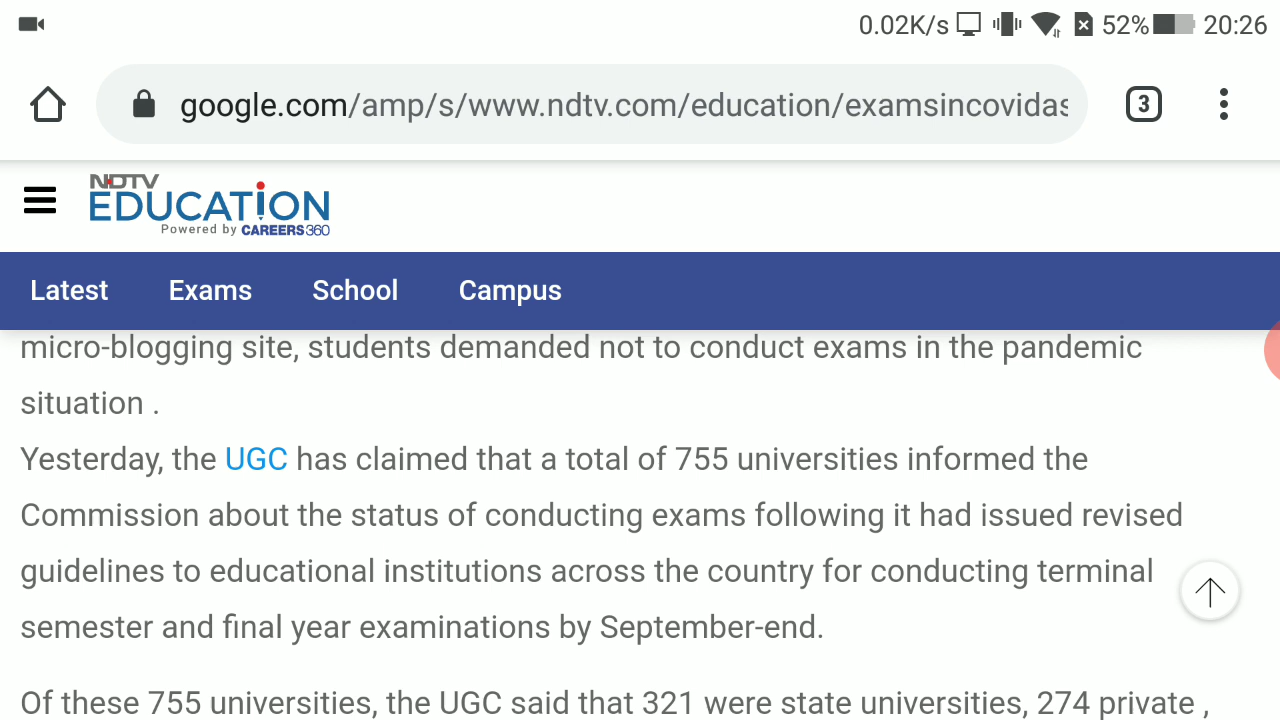 0.02K/s 52% 20:26
google.com/amp/s/www.ndtv.com/education/examsincovidas
3
NDTV
EDUCATION
Powered by CAREERS360
Latest Exams School Campus
micro-blogging site, students demanded not to conduct exams in the pandemic
situation .
Yesterday, the UGC has claimed that a total of 755 universities informed the
Commission about the status of conducting exams following it had issued revised
guidelines to educational institutions across the country for conducting terminal
semester and final year examinations by September-end.
Of these 755 universities, the UGC said that 321 were state universities, 274 private ,